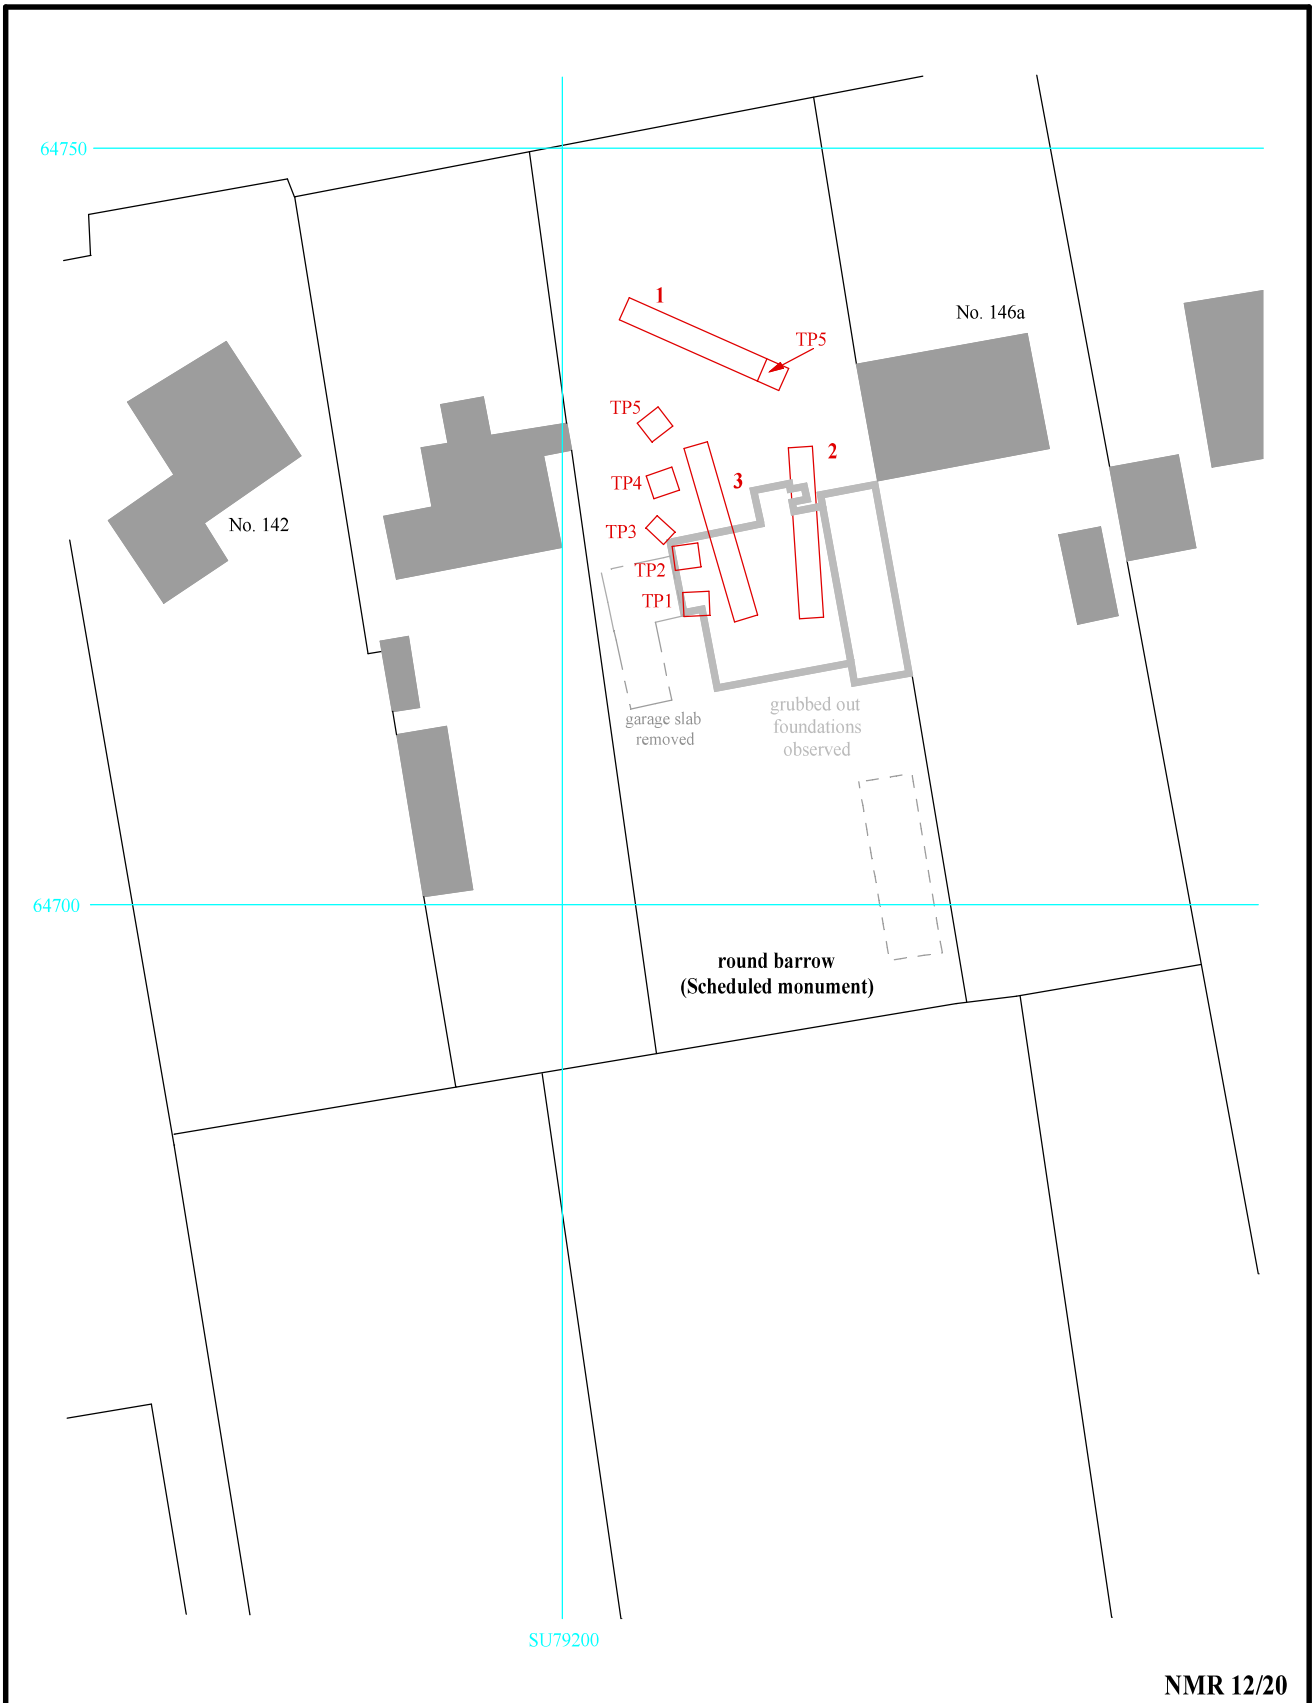 64750
1
No. 146a
TP5
TP5
2
TP4
3
No. 142
TP3
TP2
TP1
grubbed out
foundations
observed
garage slab
removed
64700
round barrow
(Scheduled monument)
SU79200
NMR 12/20